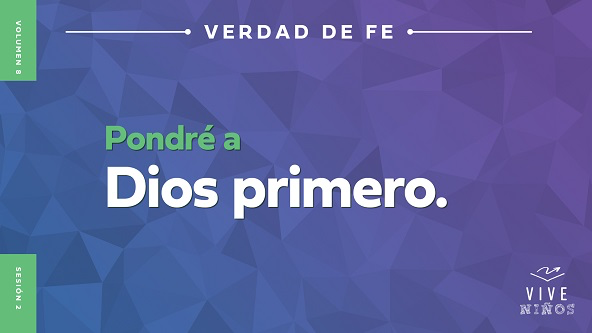 VERDAD DE FE
VOLUMEN 8
Pondré a
Dios primero.
SESIÓN 2
VIVE
NIÑOS